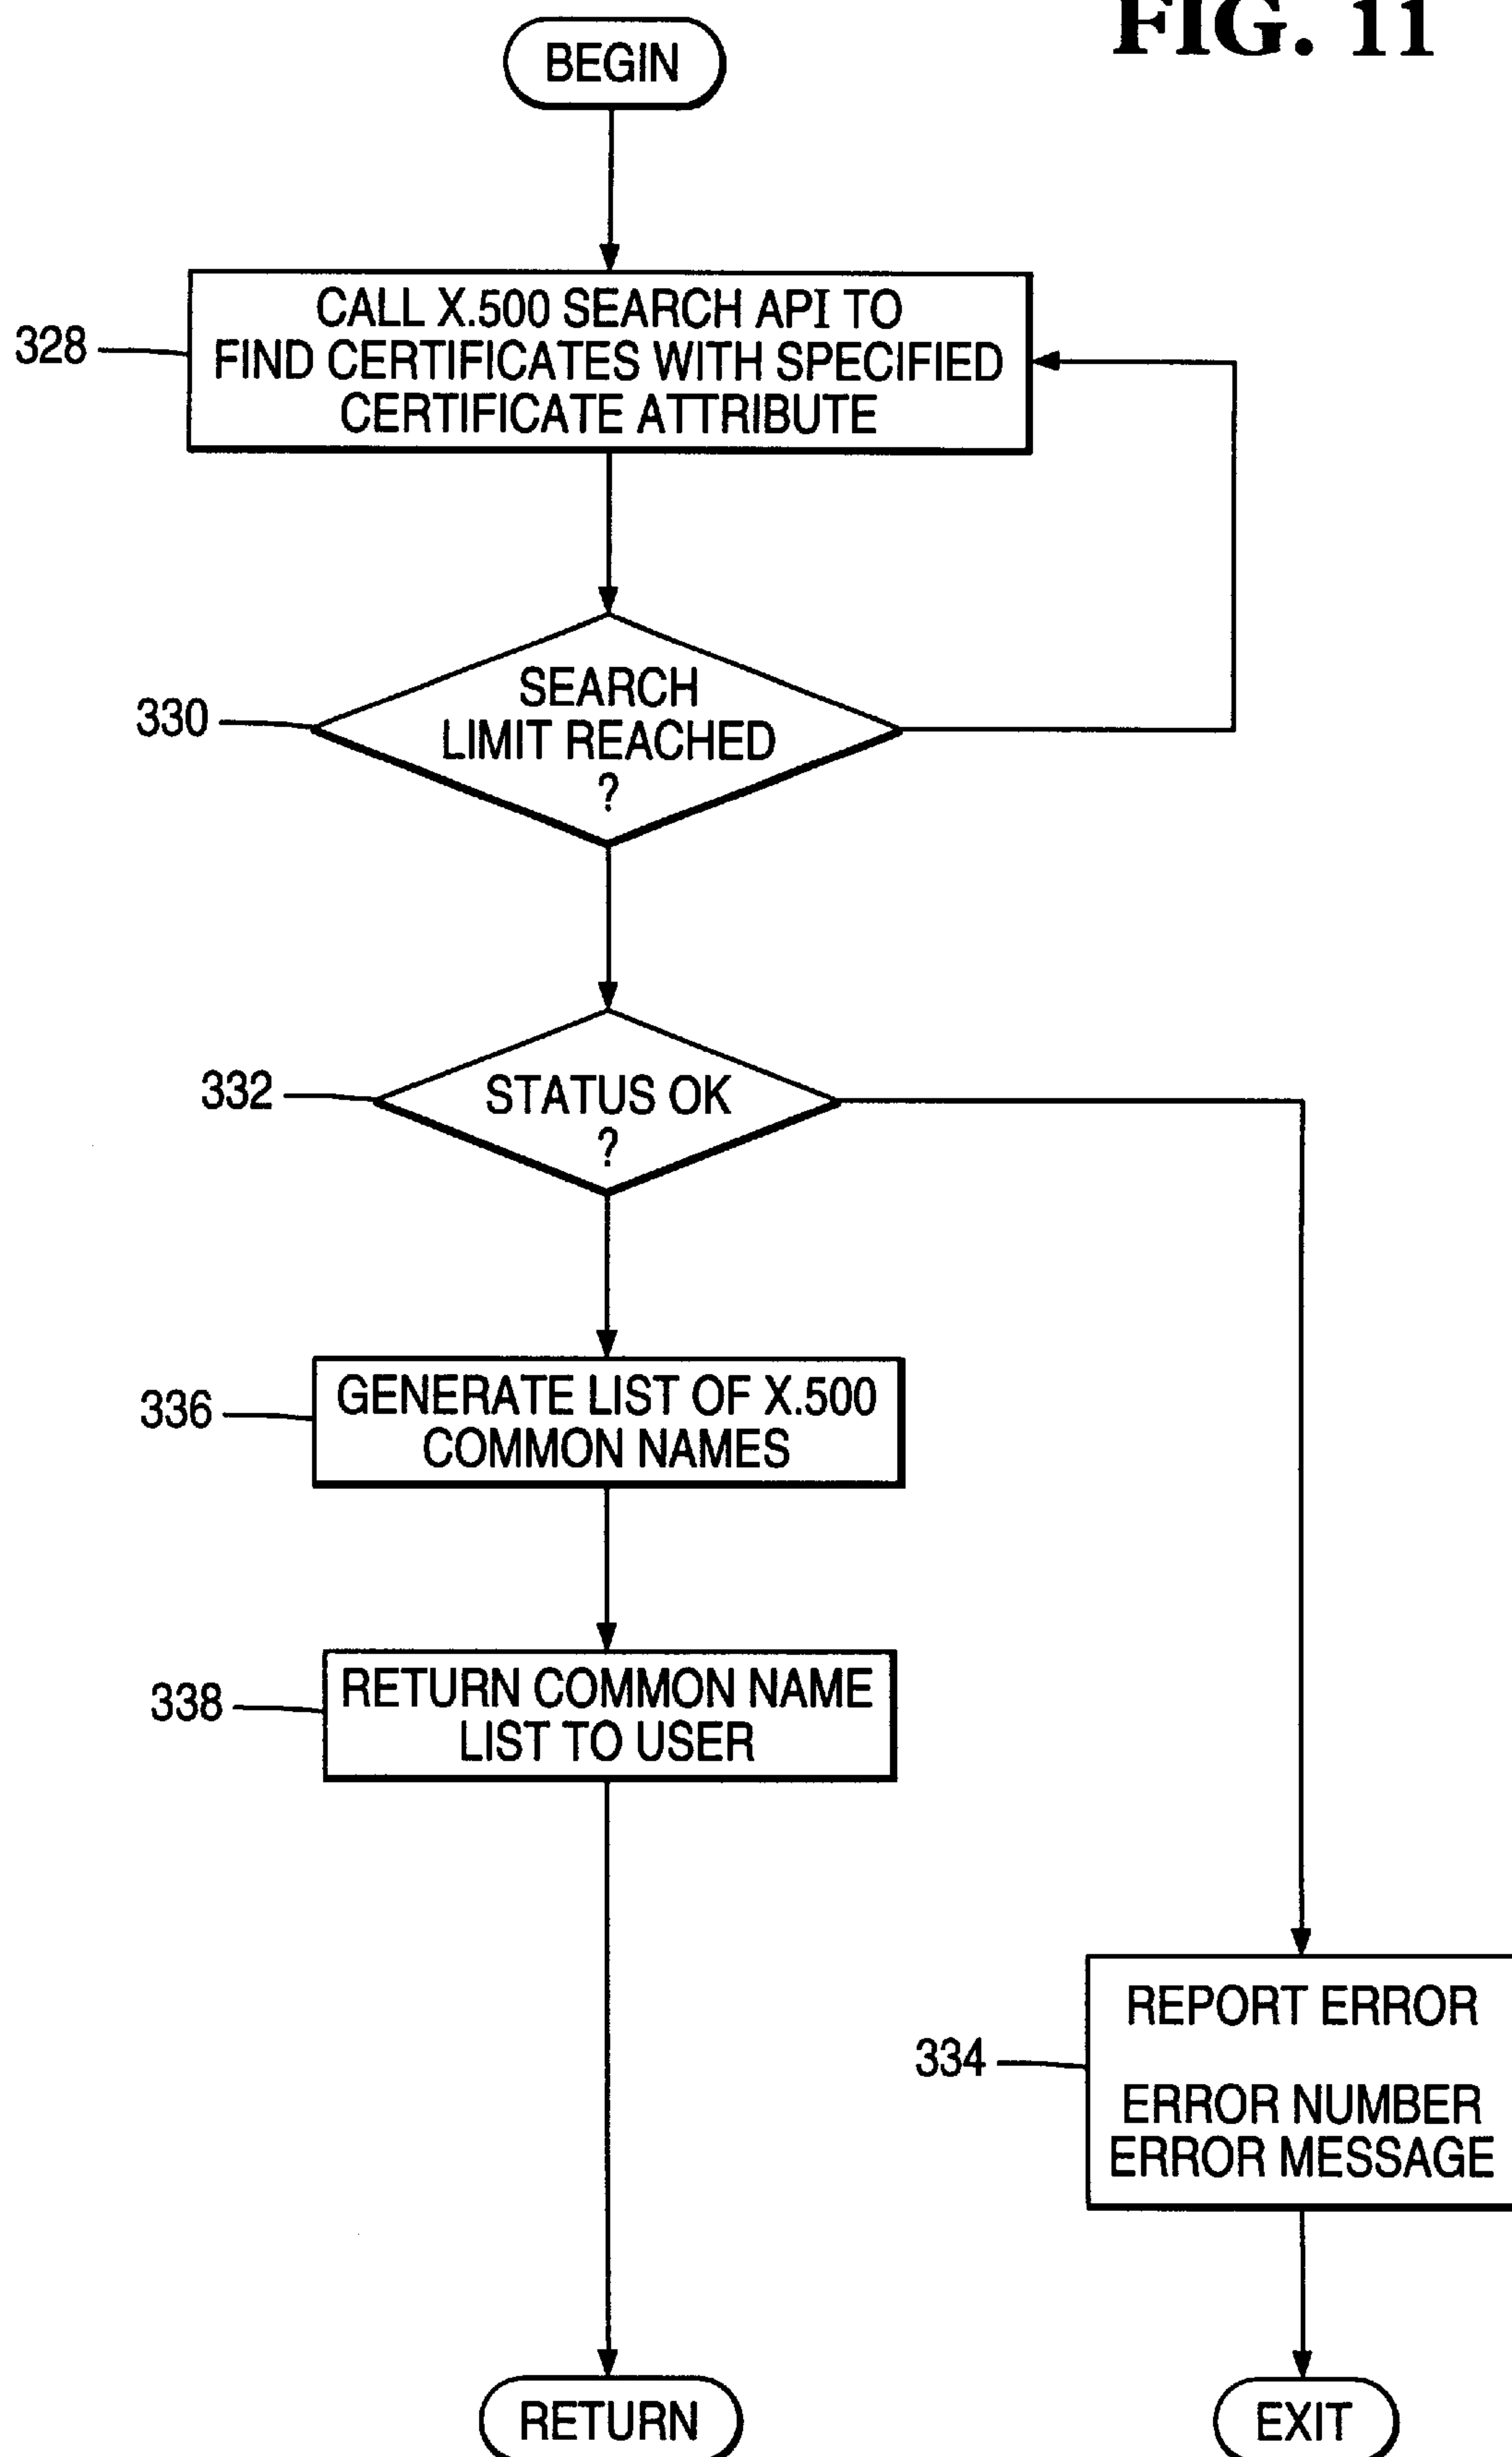 FIG. 11
BEGIN
328
CALL X.500 SEARCH API TO
FIND CERTIFICATES WITH SPECIFIED
CERTIFICATE ATTRIBUTE
330
SEARCH
LIMIT REACHED
?
332
STATUS OK
?
336
GENERATE LIST OF X.500
COMMON NAMES
338
RETURN COMMON NAME
LIST TO USER
334
REPORT ERROR
ERROR NUMBER
ERROR MESSAGE
RETURN
EXIT